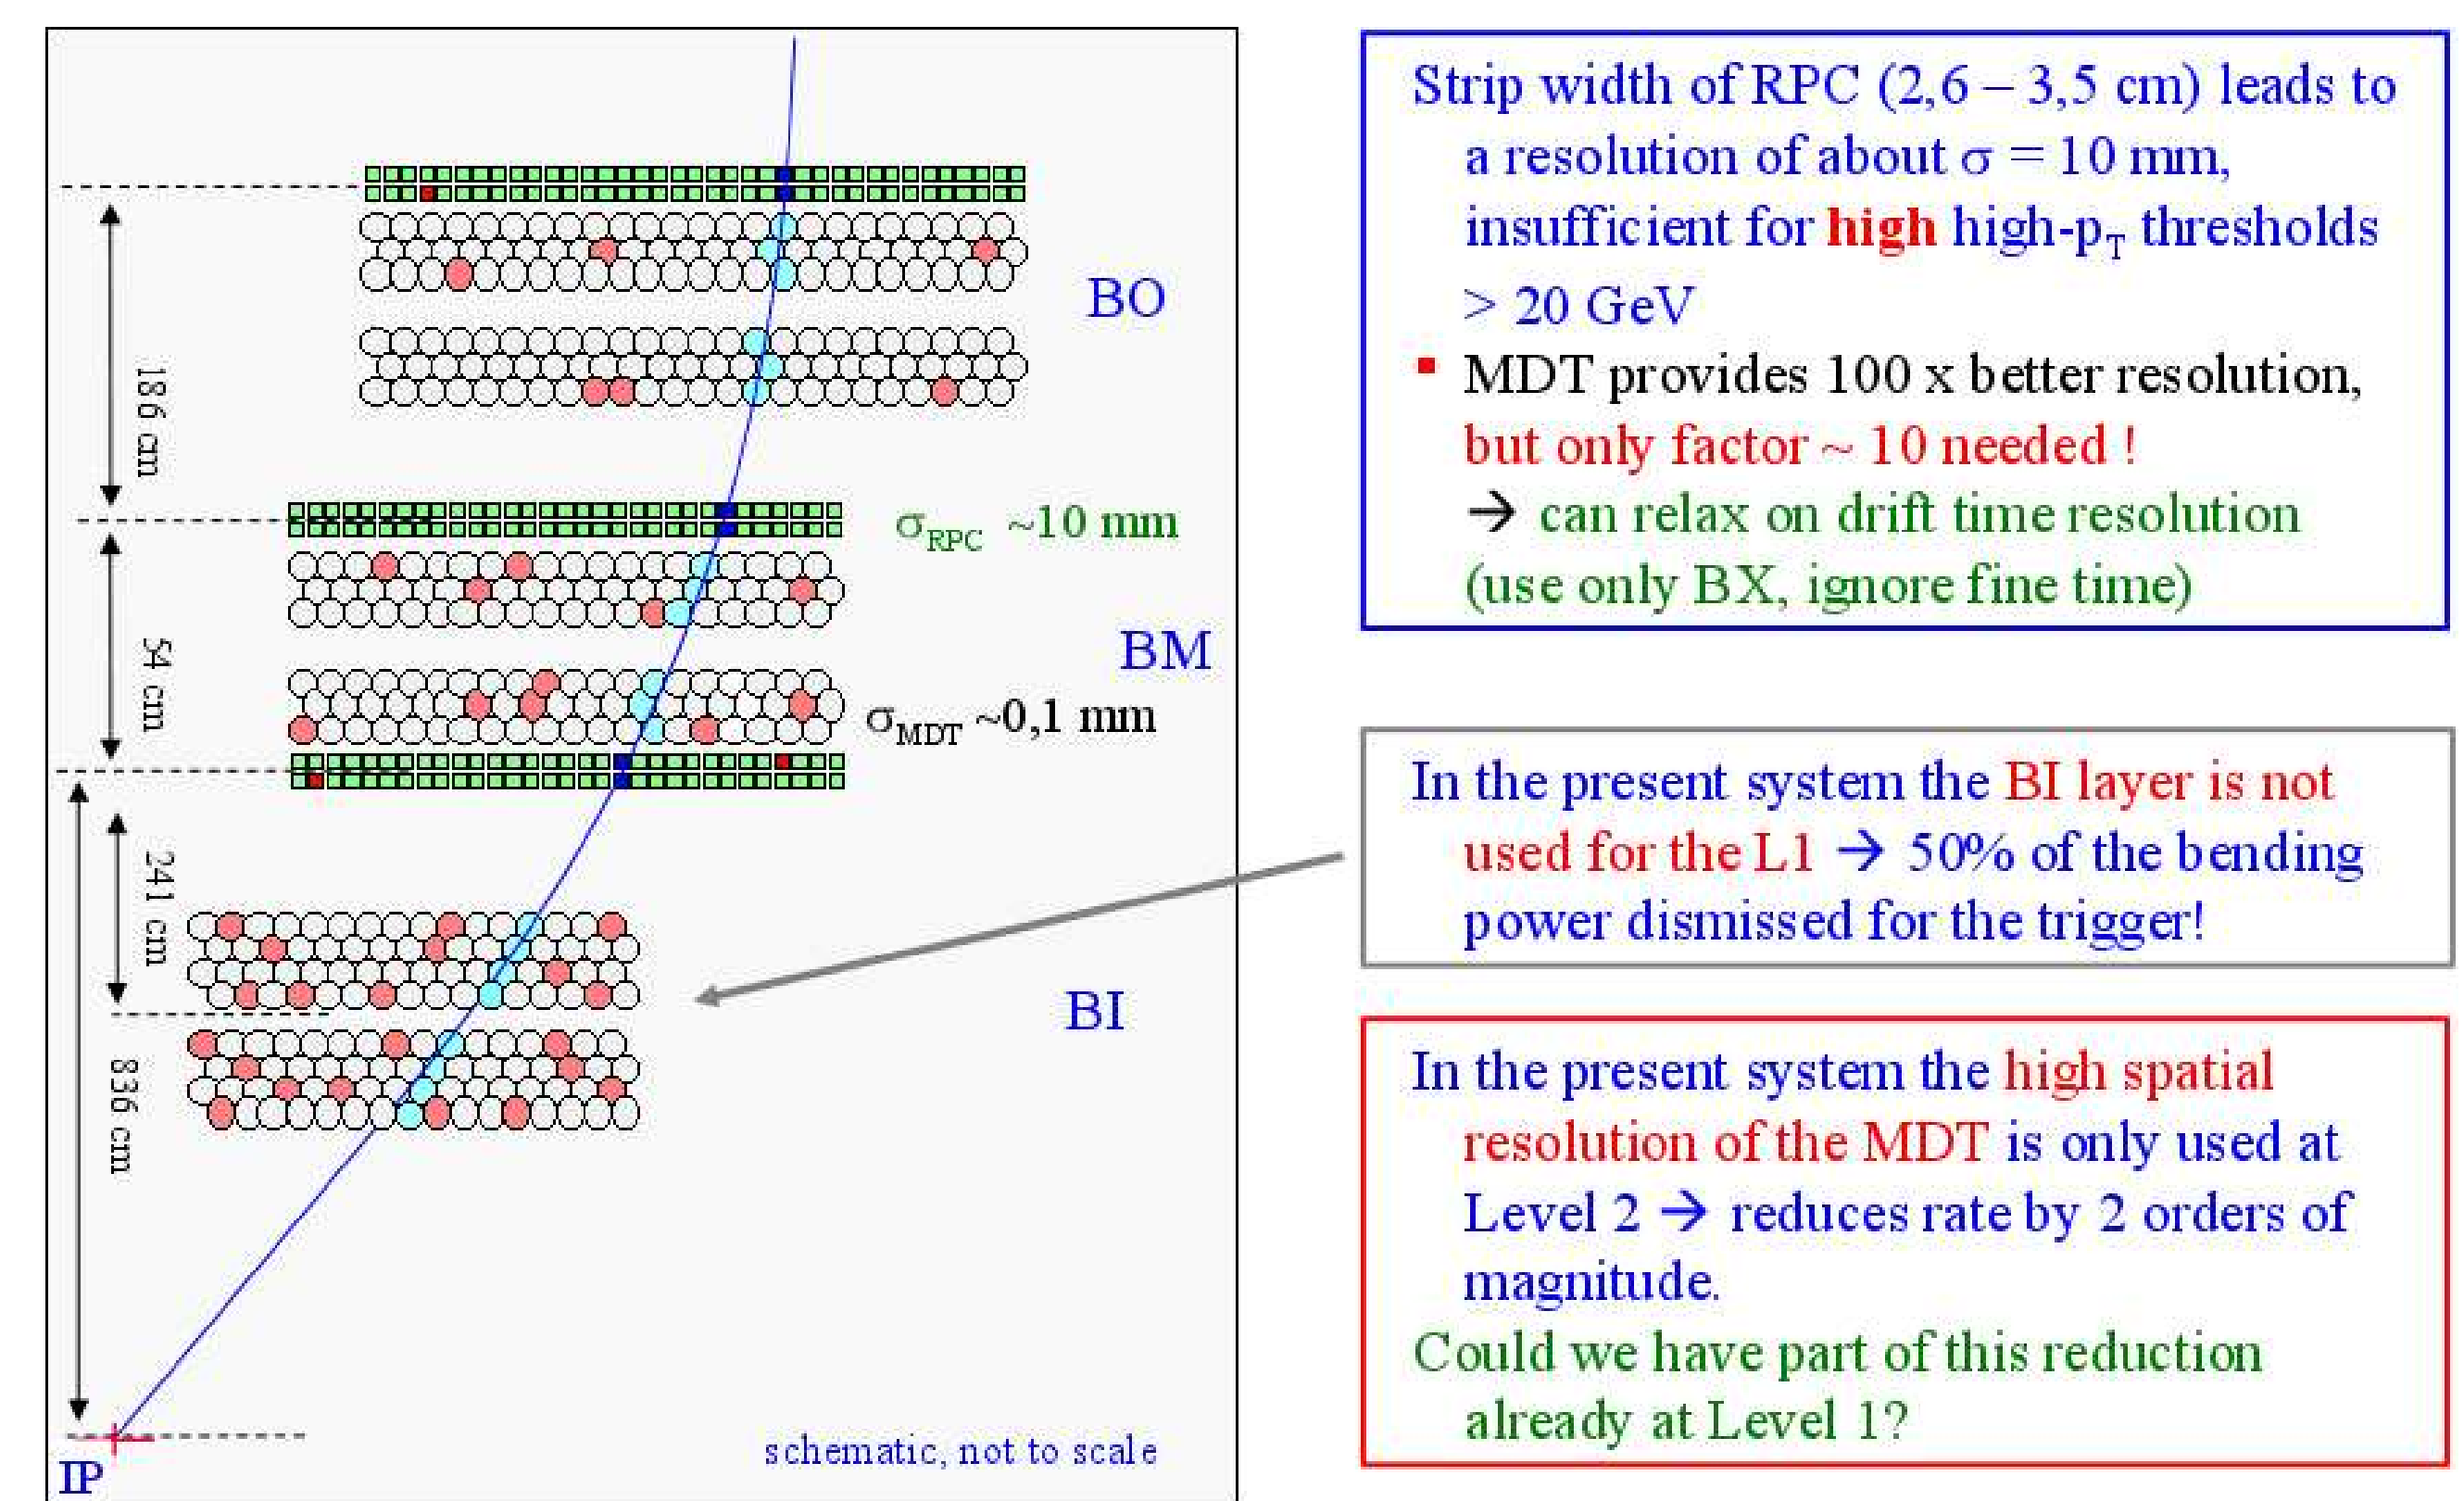 186 cm
BO
σRPC ~10 mm
54 cm
BM
σMDT ~0,1 mm
241 cm
BI
836 cm
schematic, not to scale
IP
Strip width of RPC (2,6 – 3,5 cm) leads to
a resolution of about σ = 10 mm,
insufficient for high high-pT thresholds
> 20 GeV
▪ MDT provides 100 x better resolution,
but only factor ~ 10 needed !
→ can relax on drift time resolution
(use only BX, ignore fine time)
In the present system the BI layer is not
used for the L1 → 50% of the bending
power dismissed for the trigger!
In the present system the high spatial
resolution of the MDT is only used at
Level 2 → reduces rate by 2 orders of
magnitude.
Could we have part of this reduction
already at Level 1?